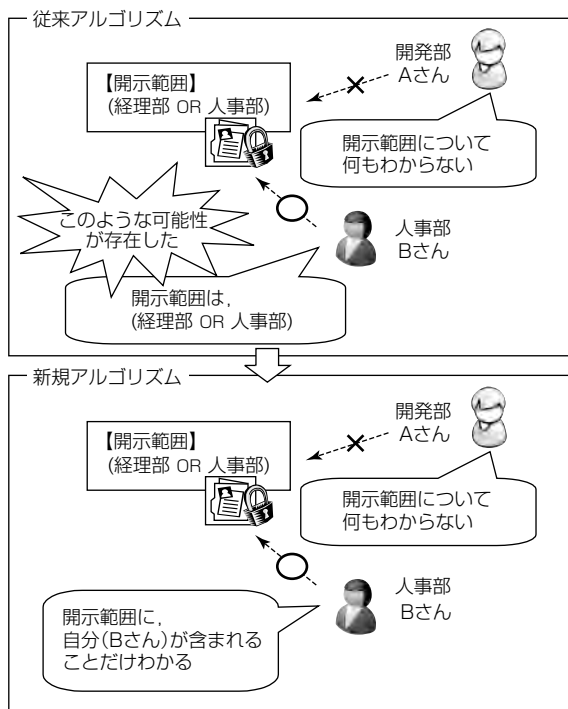 従来アルゴリズム
開発部
Aさん
【開示範囲】
(経理部 OR 人事部)
開示範囲について
何もわからない
このような可能性
が存在した
人事部
Bさん
開示範囲は,
(経理部 OR 人事部)
新規アルゴリズム
開発部
Aさん
【開示範囲】
(経理部 OR 人事部)
開示範囲について
何もわからない
人事部
Bさん
開示範囲に,
自分(Bさん)が含まれる
ことだけわかる